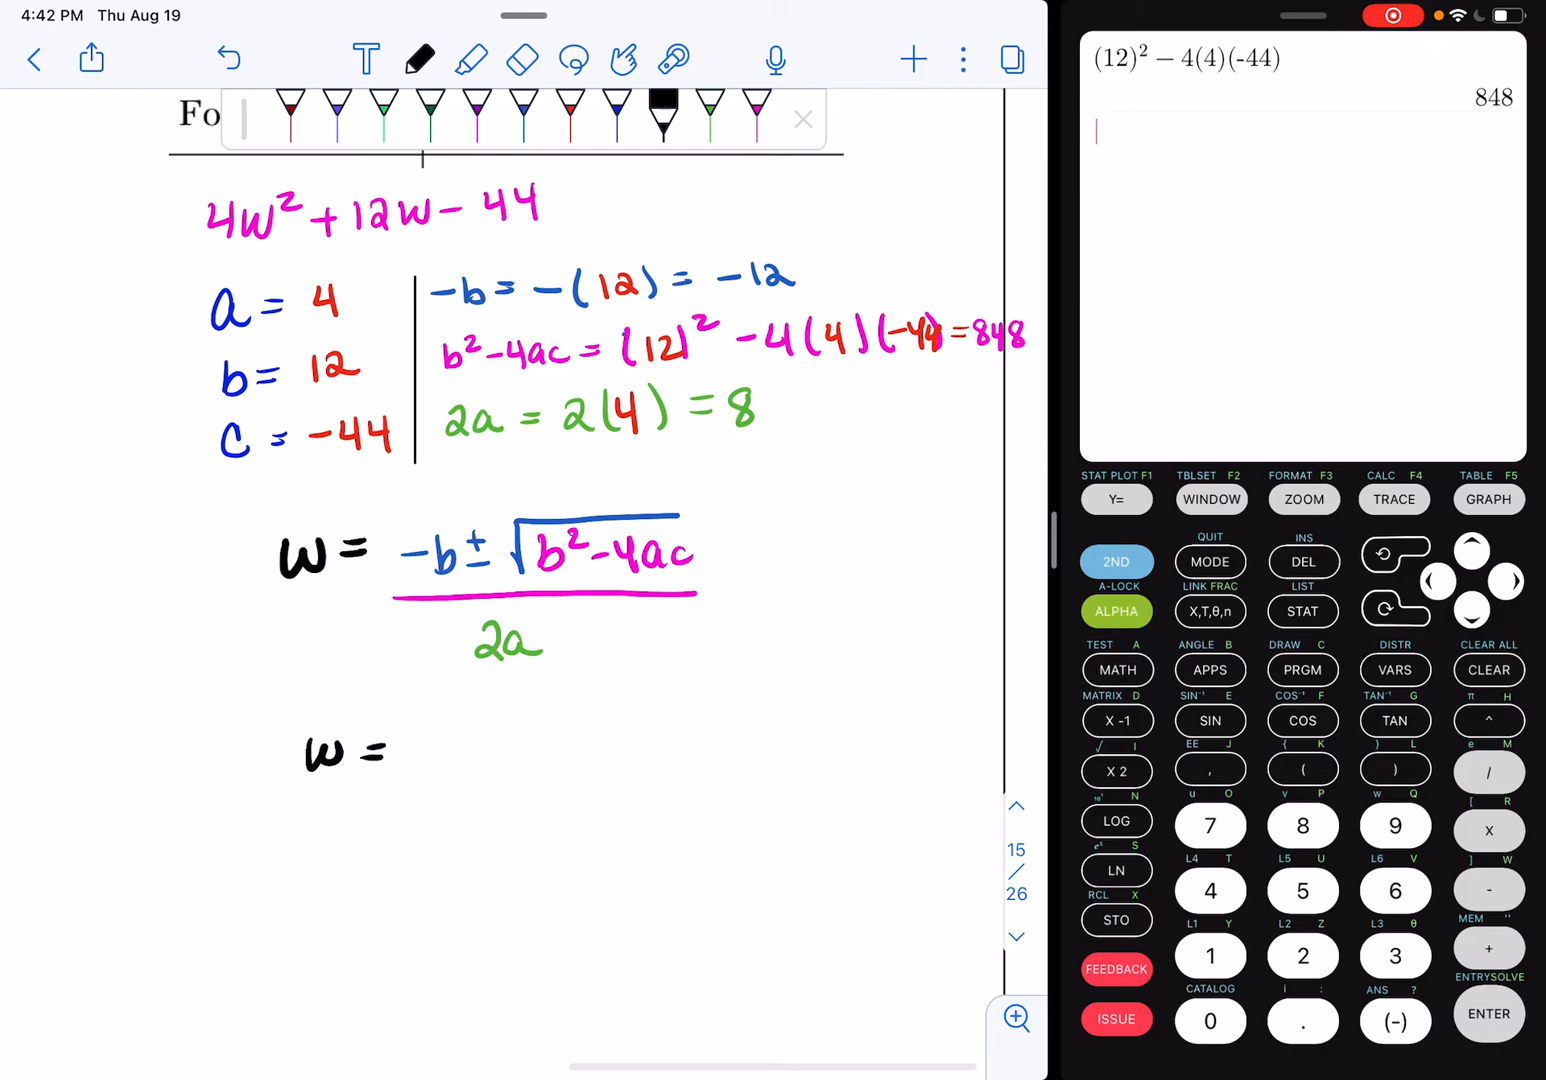 4:42 PM Thu Aug 19
Fo
4w² + 12w - 44
a = 4
b = 12
c = -44
-b = -(12) = -12
b² - 4ac = (12)² - 4(4)(-44) = 848
2a = 2(4) = 8
w = -b ± √b² - 4ac
2a
w =
15
/
26
(12)² – 4(4)(-44)
848
STAT PLOT F1 TBLSET F2 FORMAT F3 CALC F4 TABLE F5
Y= WINDOW ZOOM TRACE GRAPH
QUIT INS
2ND MODE DEL
A-LOCK LINK FRAC LIST
ALPHA X,T,θ,n STAT
TEST A ANGLE B DRAW C DISTR CLEAR ALL
MATH APPS PRGM VARS CLEAR
MATRIX D SIN⁻¹ E COS⁻¹ F TAN⁻¹ G π H
X -1 SIN COS TAN ^
√ I EE J { K } L e M
X 2 , ( ) /
10ˣ N u O v P w Q [ R
LOG 7 8 9 X
eˣ S L4 T L5 U L6 V ] W
LN 4 5 6 -
RCL X L1 Y L2 Z L3 θ MEM "
STO 1 2 3 +
FEEDBACK CATALOG i : ANS ? ENTRY SOLVE
ISSUE 0 . (-) ENTER